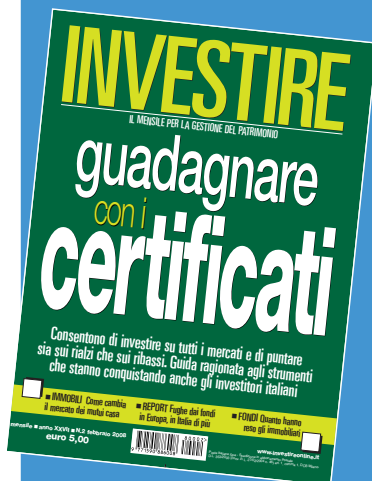 INVESTIRE
IL MENSILE PER LA GESTIONE DEL PATRIMONIO
guadagnare
con i
certificati
Consentono di investire su tutti i mercati e di puntare
sia sui rialzi che sui ribassi. Guida ragionata agli strumenti
che stanno conquistando anche gli investitori italiani
■ IMMOBILI Come cambia
il mercato dei mutui casa
■ REPORT Fughe dai fondi
in Europa, in Italia di più
■ FONDI Quanto hanno
reso gli immobiliari
mensile ■ anno XXVI ■ N.2 febbraio 2008
euro 5,00
www.investireonline.it